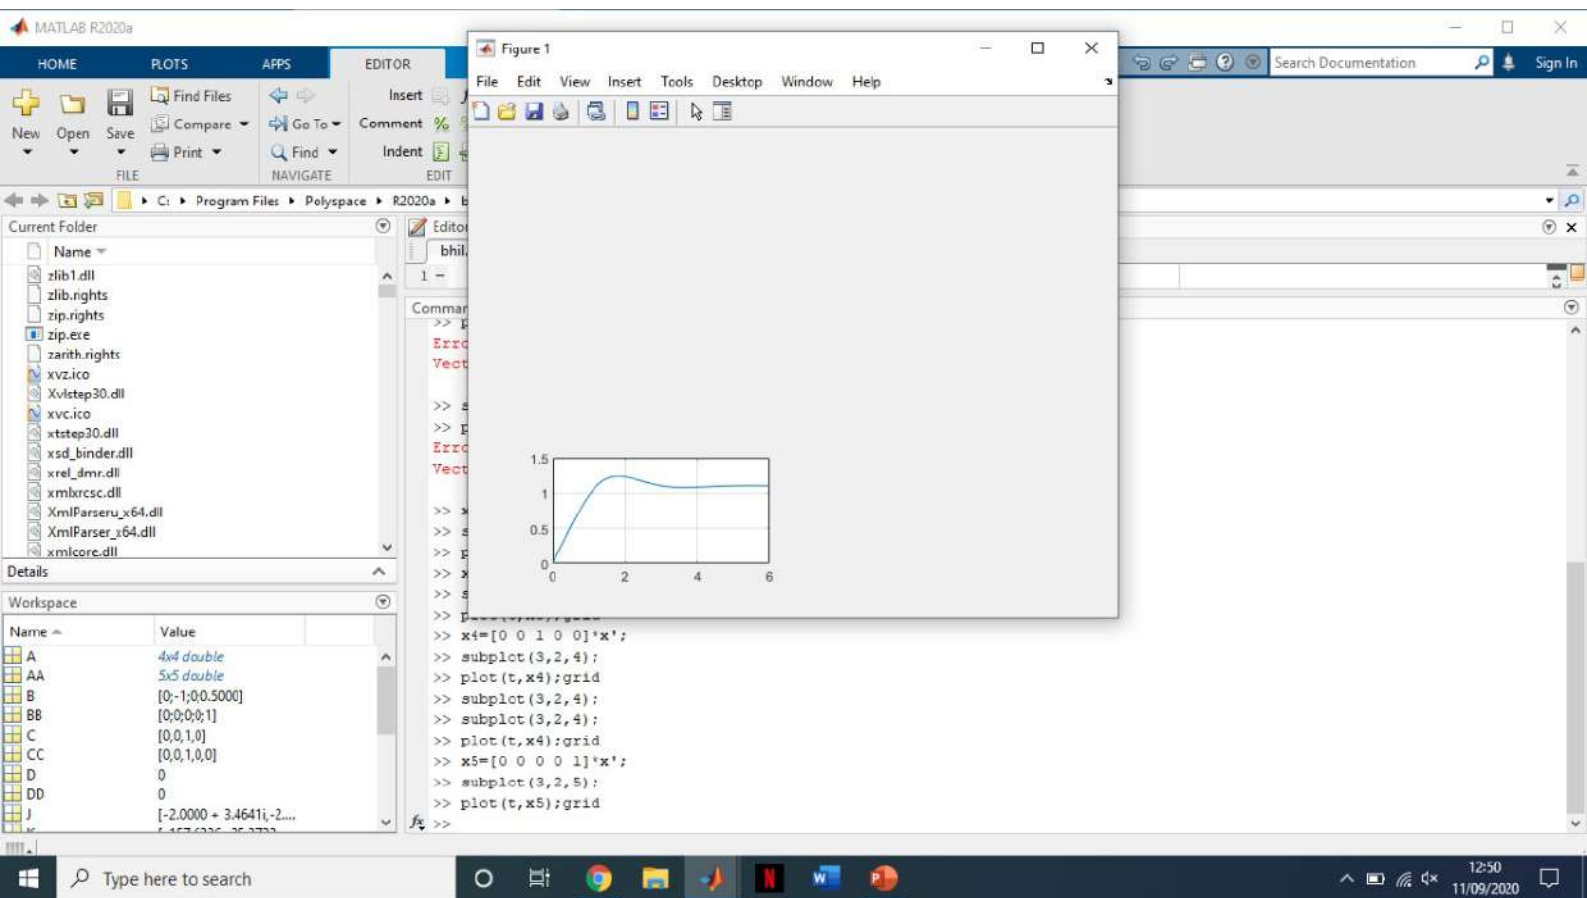 MATLAB R2020a
HOME PLOTS APPS EDITOR
Search Documentation
Sign In
New Open Save
Find Files
Compare
Print
FILE
Go To
Find
NAVIGATE
Insert
Comment %
Indent
EDIT
C: Program Files Polyspace R2020a
Current Folder
Name
zlib1.dll
zlib.rights
zip.rights
zip.exe
zarith.rights
xvz.ico
Xvlstep30.dll
xvc.ico
xtstep30.dll
xsd_binder.dll
xrel_dmr.dll
xmlxrcsc.dll
XmlParseru_x64.dll
XmlParser_x64.dll
xmlcore.dll
Details
Workspace
Name Value
A 4x4 double
AA 5x5 double
B [0;-1;0;0.5000]
BB [0;0;0;0;1]
C [0,0,1,0]
CC [0,0,1,0,0]
D 0
DD 0
J [-2.0000 + 3.4641i,-2....
Figure 1
File Edit View Insert Tools Desktop Window Help
1.5
1
0.5
0
0 2 4 6
1 -
>>
>>
>>
>>
>>
>>
>>
>>
>>
>> x4=[0 0 1 0 0]*x';
>> subplot(3,2,4);
>> plot(t,x4);grid
>> subplot(3,2,4);
>> subplot(3,2,4);
>> plot(t,x4);grid
>> x5=[0 0 0 0 1]*x';
>> subplot(3,2,5);
>> plot(t,x5);grid
fx >>
Type here to search
12:50
11/09/2020